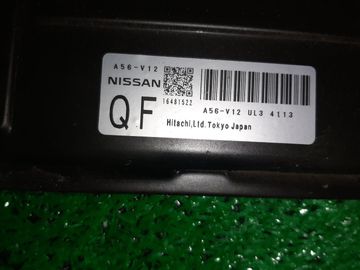 A56-V12
NISSAN
16481522
QF
A56-V12 UL3 4113
Hitachi,Ltd.Tokyo Japan